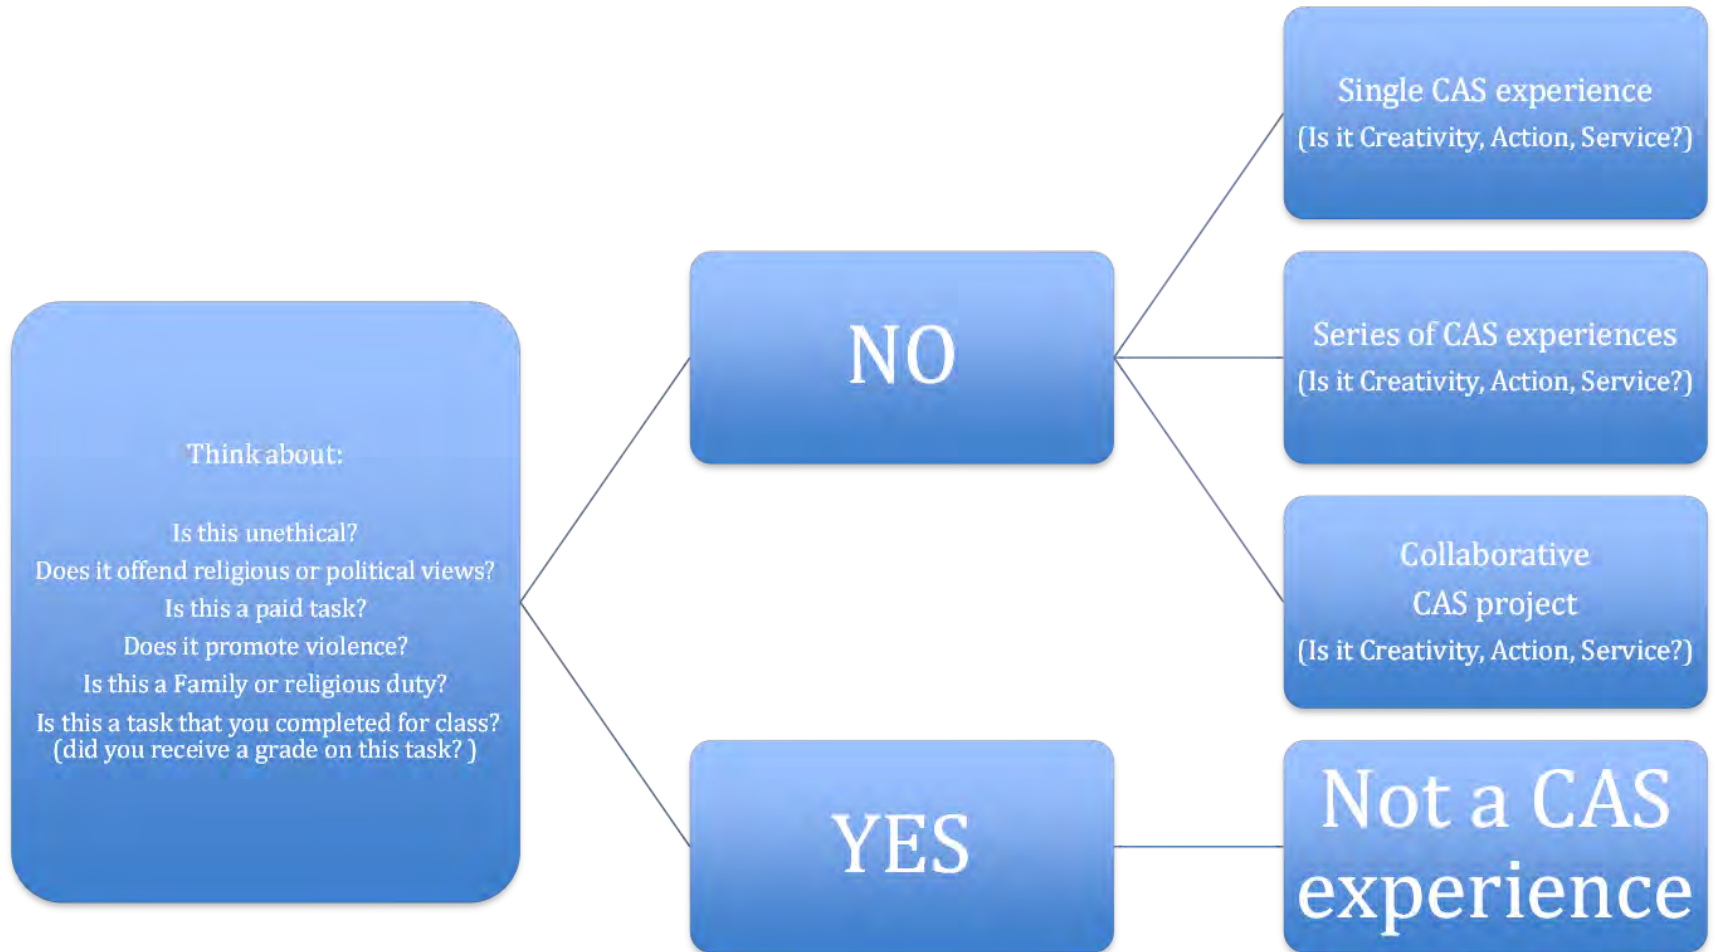 Think about:
Is this unethical?
Does it offend religious or political views?
Is this a paid task?
Does it promote violence?
Is this a Family or religious duty?
Is this a task that you completed for class?
(did you receive a grade on this task? )
NO
YES
Single CAS experience
(Is it Creativity, Action, Service?)
Series of CAS experiences
(Is it Creativity, Action, Service?)
Collaborative
CAS project
(Is it Creativity, Action, Service?)
Not a CAS
experience